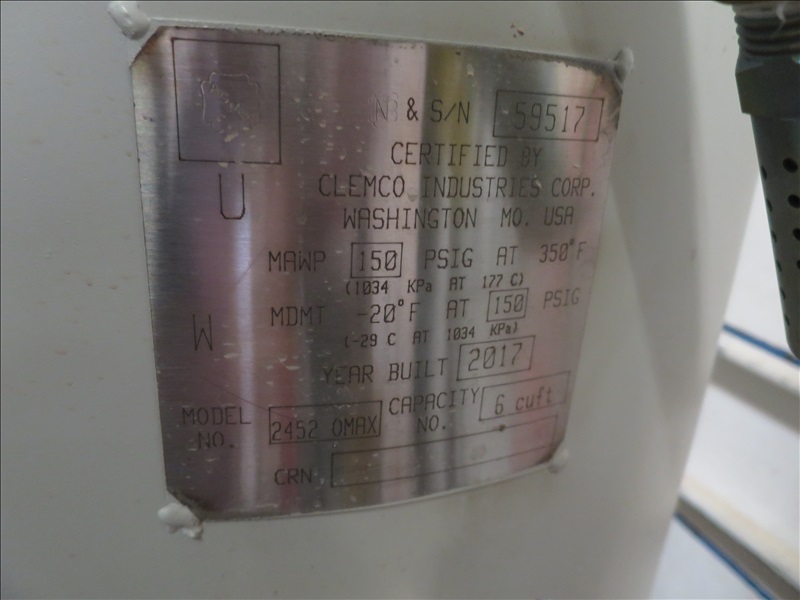 NB & S/N 59517
CERTIFIED BY
CLEMCO INDUSTRIES CORP.
WASHINGTON MO. USA
U
MAWP 150 PSIG AT 350°F
(1034 KPa AT 177 C)
MDMT -20°F AT 150 PSIG
(-29 C AT 1034 KPa)
W
YEAR BUILT 2017
MODEL NO. 2452 OMAX CAPACITY NO. 6 cuft
CRN